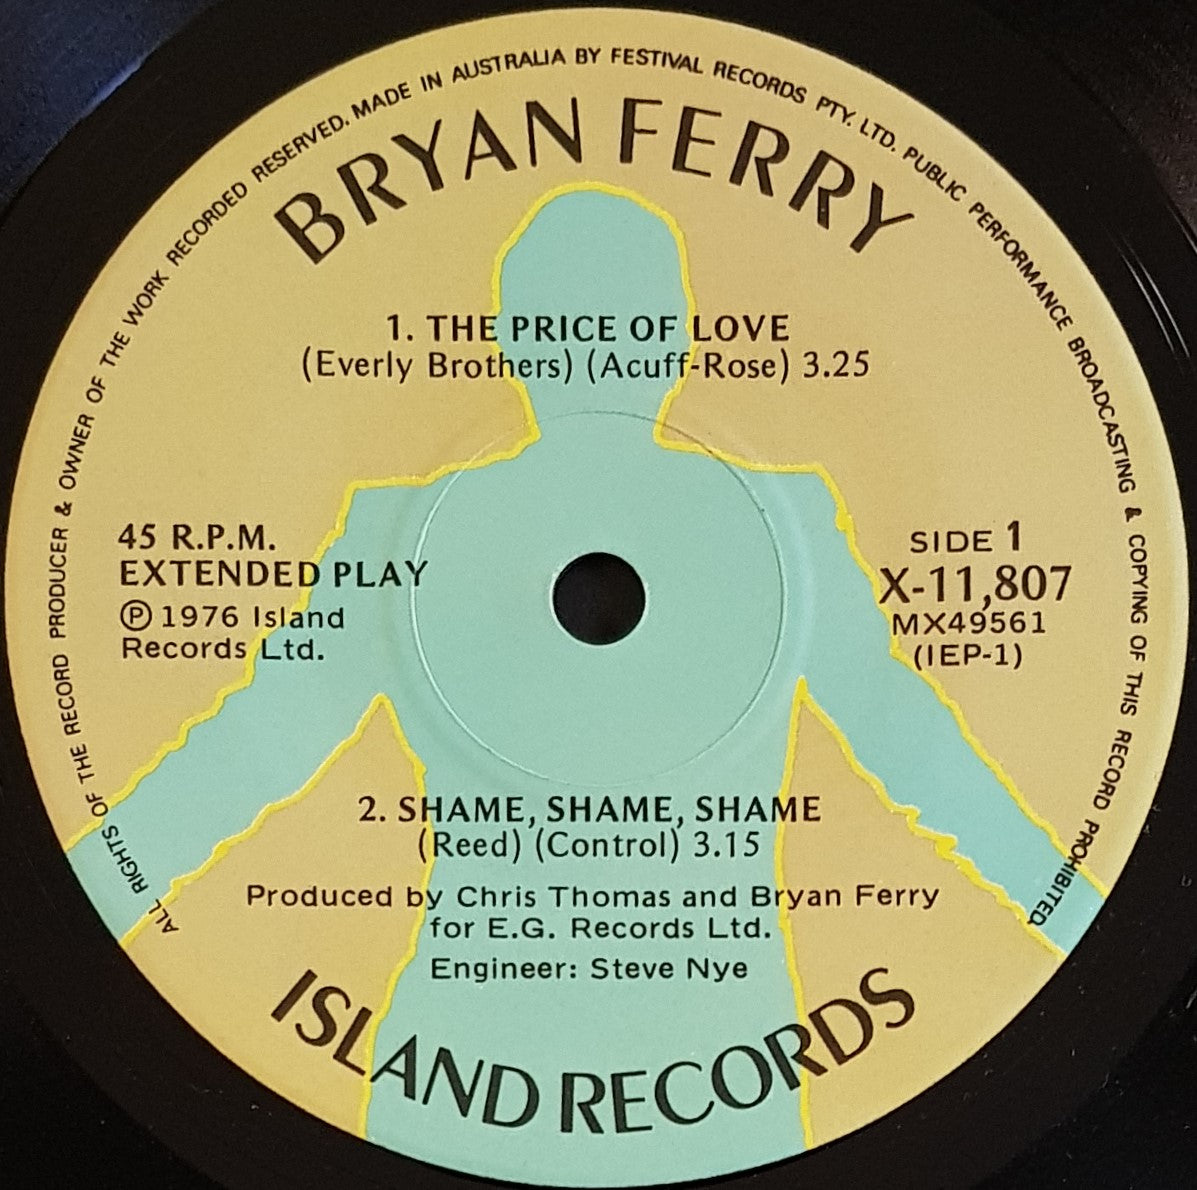 ALL RIGHTS OF THE RECORD PRODUCER & OWNER OF THE WORK RECORDED RESERVED. MADE IN AUSTRALIA BY FESTIVAL RECORDS PTY. LTD. PUBLIC PERFORMANCE BROADCASTING & COPYING OF THIS RECORD PROHIBITED
BRYAN FERRY
1. THE PRICE OF LOVE
(Everly Brothers) (Acuff-Rose) 3.25
45 R.P.M.
EXTENDED PLAY
℗ 1976 Island
Records Ltd.
SIDE 1
X-11,807
MX49561
(IEP-1)
2. SHAME, SHAME, SHAME
(Reed) (Control) 3.15
Produced by Chris Thomas and Bryan Ferry
for E.G. Records Ltd.
Engineer: Steve Nye
ISLAND RECORDS